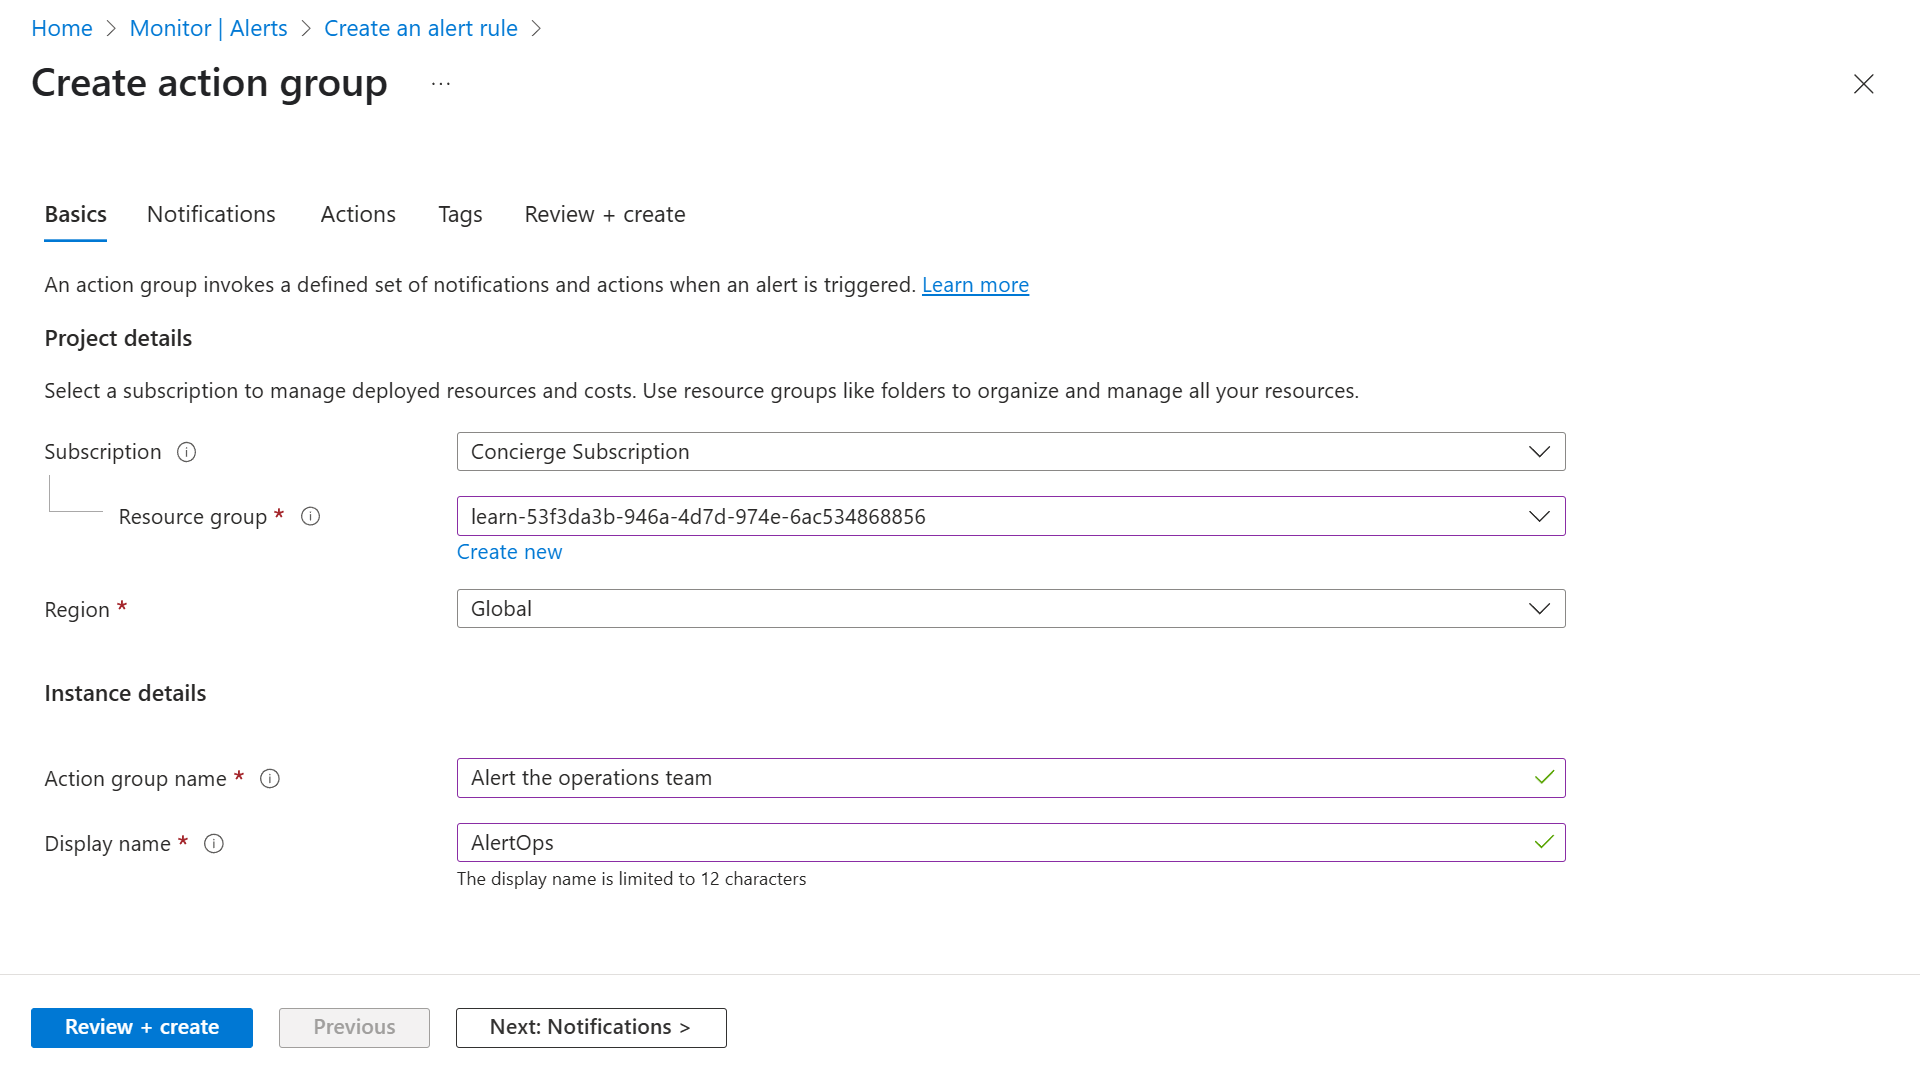 Home > Monitor | Alerts > Create an alert rule >
Create action group ...
Basics Notifications Actions Tags Review + create
An action group invokes a defined set of notifications and actions when an alert is triggered. Learn more
Project details
Select a subscription to manage deployed resources and costs. Use resource groups like folders to organize and manage all your resources.
Subscription Concierge Subscription
Resource group * learn-53f3da3b-946a-4d7d-974e-6ac534868856
Create new
Region * Global
Instance details
Action group name * Alert the operations team
Display name * AlertOps
The display name is limited to 12 characters
Review + create Previous Next: Notifications >